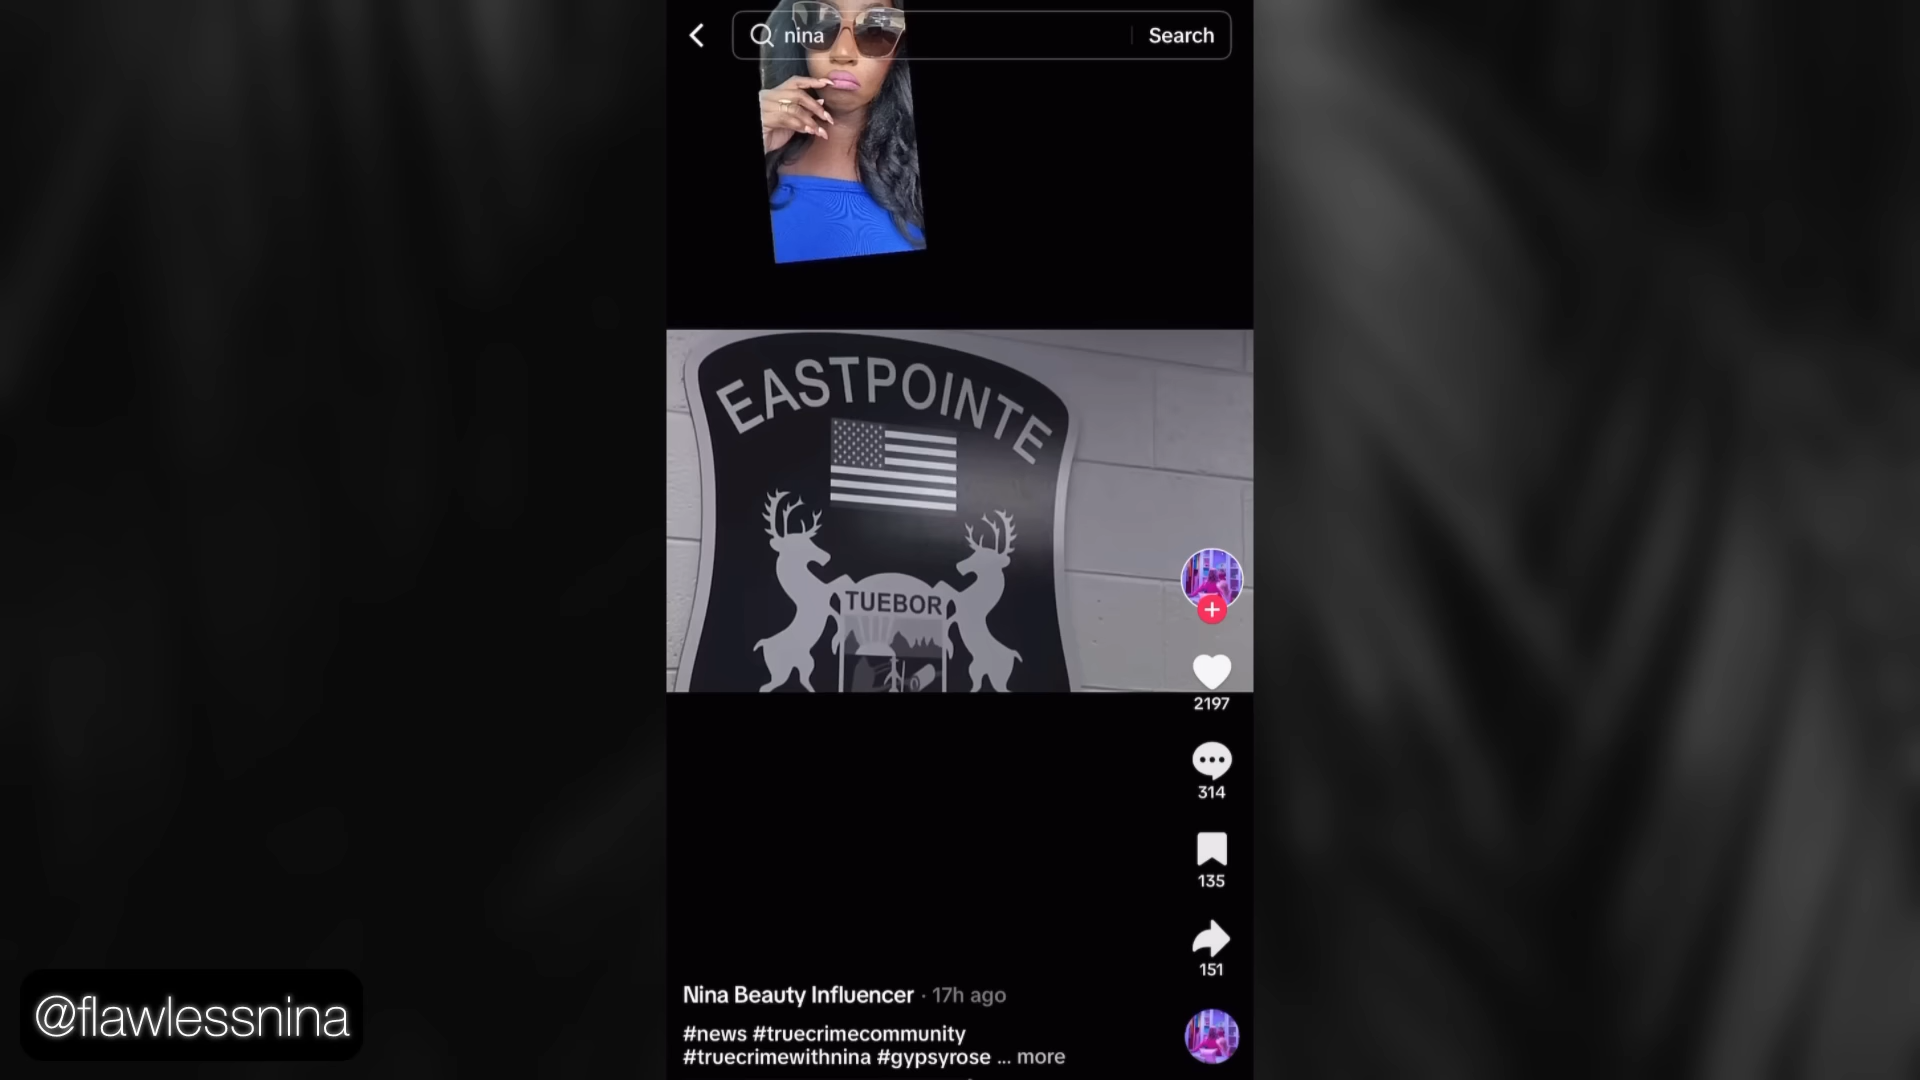 nina
Search
EASTPOINTE
TUEBOR
2197
314
135
151
Nina Beauty Influencer · 17h ago
#news #truecrimecommunity
#truecrimewithnina #gypsyrose ... more
@flawlessnina